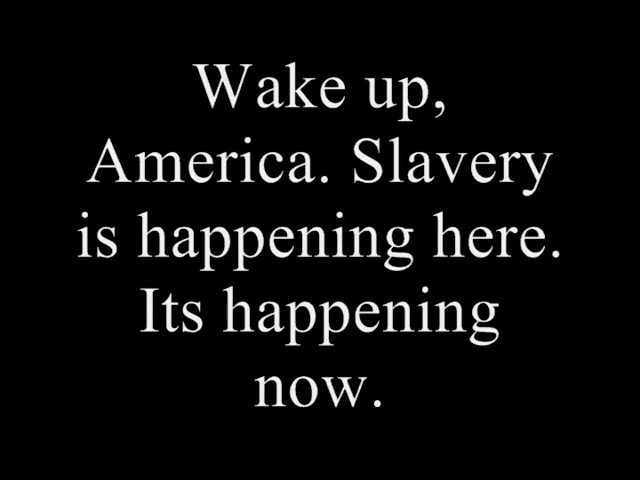 Wake up,
America. Slavery
is happening here.
Its happening
now.